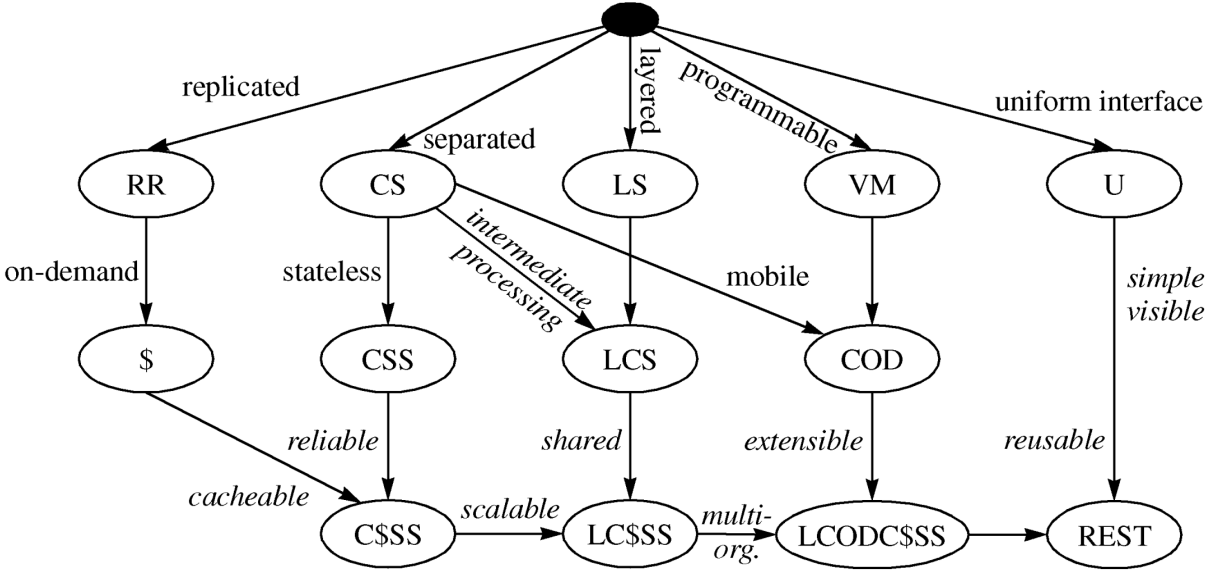 replicated
layered
programmable
uniform interface
separated
RR
CS
LS
VM
U
on-demand
stateless
intermediate
processing
mobile
simple
visible
$
CSS
LCS
COD
reliable
shared
extensible
reusable
cacheable
scalable
multi-
org.
C$SS
LC$SS
LCODC$SS
REST